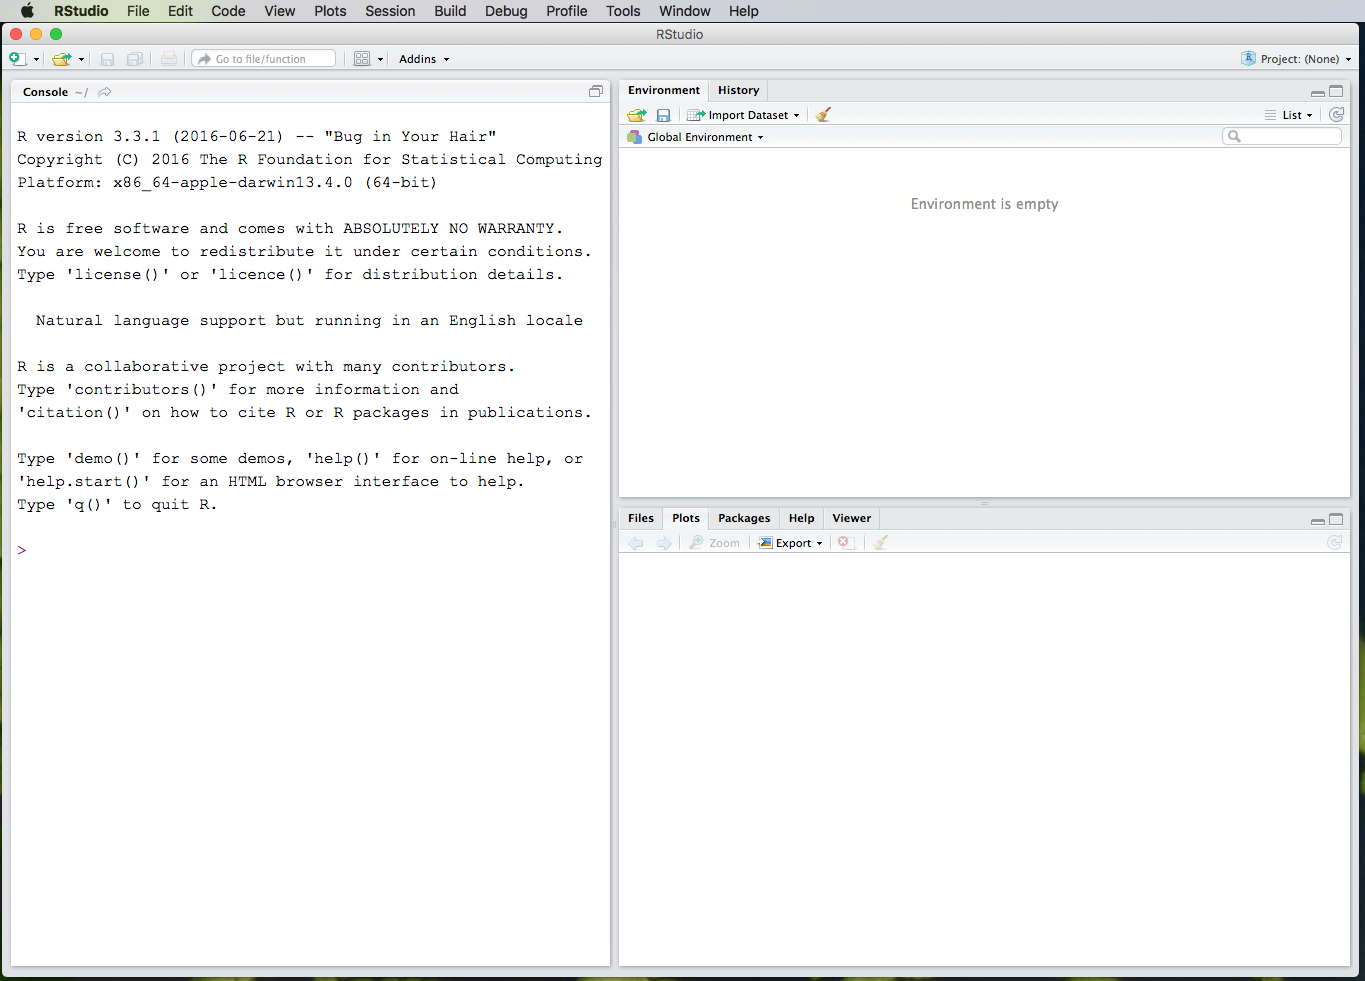 RStudio File Edit Code View Plots Session Build Debug Profile Tools Window Help
RStudio
Go to file/function Addins Project: (None)
Console ~/
R version 3.3.1 (2016-06-21) -- "Bug in Your Hair"
Copyright (C) 2016 The R Foundation for Statistical Computing
Platform: x86_64-apple-darwin13.4.0 (64-bit)
R is free software and comes with ABSOLUTELY NO WARRANTY.
You are welcome to redistribute it under certain conditions.
Type 'license()' or 'licence()' for distribution details.
Natural language support but running in an English locale
R is a collaborative project with many contributors.
Type 'contributors()' for more information and
'citation()' on how to cite R or R packages in publications.
Type 'demo()' for some demos, 'help()' for on-line help, or
'help.start()' for an HTML browser interface to help.
Type 'q()' to quit R.
>
Environment History
Import Dataset List
Global Environment
Environment is empty
Files Plots Packages Help Viewer
Zoom Export